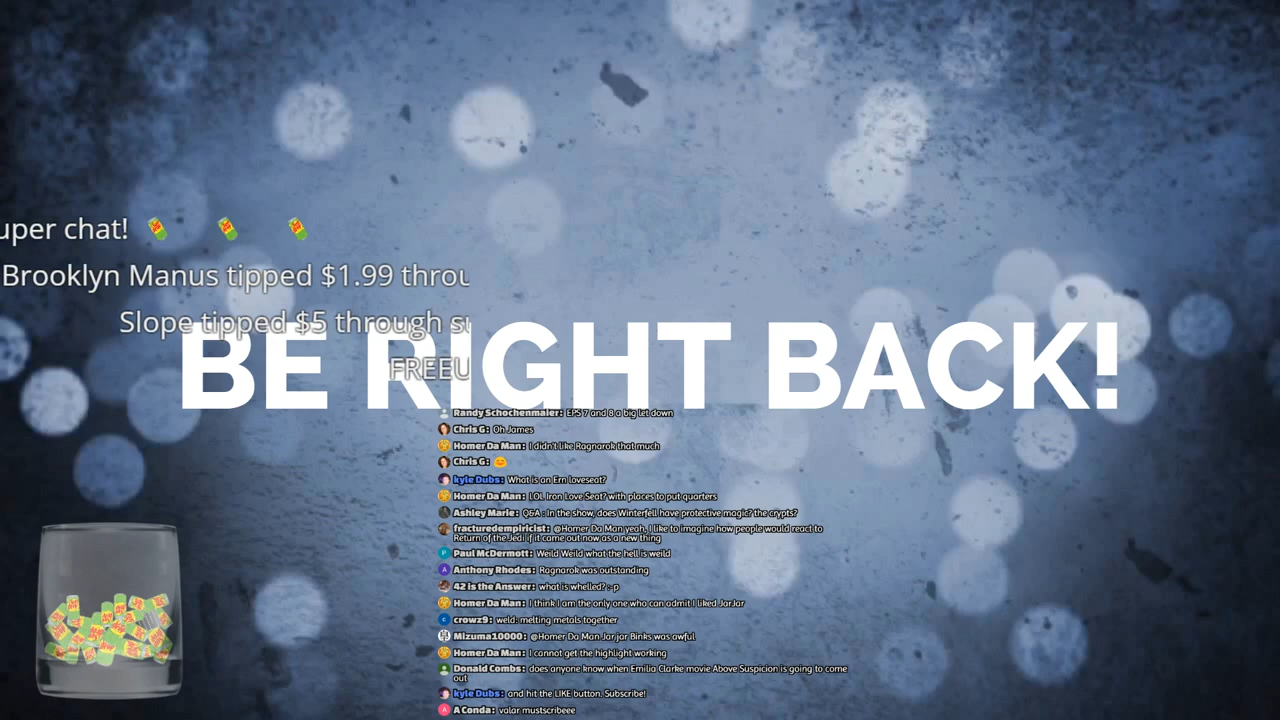 uper chat!
Brooklyn Manus tipped $1.99 throu
Slope tipped $5 through su
FREEU
BE RIGHT BACK!
Randy Schochenmaier: EPS 7 and 8 a big let down
Chris G: Oh James
Homer Da Man: I didn't like Ragnarok that much
Chris G: 😊
kyle Dubs: What is an Ern loveseat?
Homer Da Man: LOL Iron Love Seat? with places to put quarters
Ashley Marie: Q&A : In the show, does Winterfell have protective magic? the crypts?
fracturedempiricist: @Homer Da Man yeah, I like to imagine how people would react to
Return of the Jedi if it came out now as a new thing
Paul McDermott: Weild Weild what the hell is weild
Anthony Rhodes: Ragnarok was outstanding
42 is the Answer: what is whelled? :-p
Homer Da Man: I think I am the only one who can admit I liked JarJar
crowz9: weld: melting metals together
Mizuma10000: @Homer Da Man Jar jar Binks was awful
Homer Da Man: I cannot get the highlight working
Donald Combs: does anyone know when Emilia Clarke movie Above Suspicion is going to come
out
kyle Dubs: and hit the LIKE button. Subscribe!
A Conda: valar mustscribeee